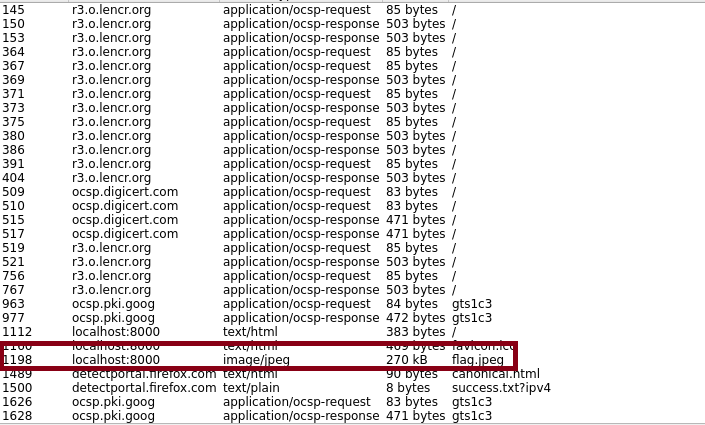 145 r3.o.lencr.org application/ocsp-request 85 bytes /
150 r3.o.lencr.org application/ocsp-response 503 bytes /
153 r3.o.lencr.org application/ocsp-response 503 bytes /
364 r3.o.lencr.org application/ocsp-request 85 bytes /
367 r3.o.lencr.org application/ocsp-request 85 bytes /
369 r3.o.lencr.org application/ocsp-response 503 bytes /
371 r3.o.lencr.org application/ocsp-request 85 bytes /
373 r3.o.lencr.org application/ocsp-response 503 bytes /
375 r3.o.lencr.org application/ocsp-request 85 bytes /
380 r3.o.lencr.org application/ocsp-response 503 bytes /
386 r3.o.lencr.org application/ocsp-response 503 bytes /
391 r3.o.lencr.org application/ocsp-request 85 bytes /
404 r3.o.lencr.org application/ocsp-response 503 bytes /
509 ocsp.digicert.com application/ocsp-request 83 bytes /
510 ocsp.digicert.com application/ocsp-request 83 bytes /
515 ocsp.digicert.com application/ocsp-response 471 bytes /
517 ocsp.digicert.com application/ocsp-response 471 bytes /
519 r3.o.lencr.org application/ocsp-request 85 bytes /
521 r3.o.lencr.org application/ocsp-response 503 bytes /
756 r3.o.lencr.org application/ocsp-request 85 bytes /
767 r3.o.lencr.org application/ocsp-response 503 bytes /
963 ocsp.pki.goog application/ocsp-request 84 bytes gts1c3
977 ocsp.pki.goog application/ocsp-response 472 bytes gts1c3
1112 localhost:8000 text/html 383 bytes /
localhost:8000 text/html 469 bytes favicon.ico
1198 localhost:8000 image/jpeg 270 kB flag.jpeg
1489 detectportal.firefox.com text/html 90 bytes canonical.html
1500 detectportal.firefox.com text/plain 8 bytes success.txt?ipv4
1626 ocsp.pki.goog application/ocsp-request 83 bytes gts1c3
1628 ocsp.pki.goog application/ocsp-response 471 bytes gts1c3